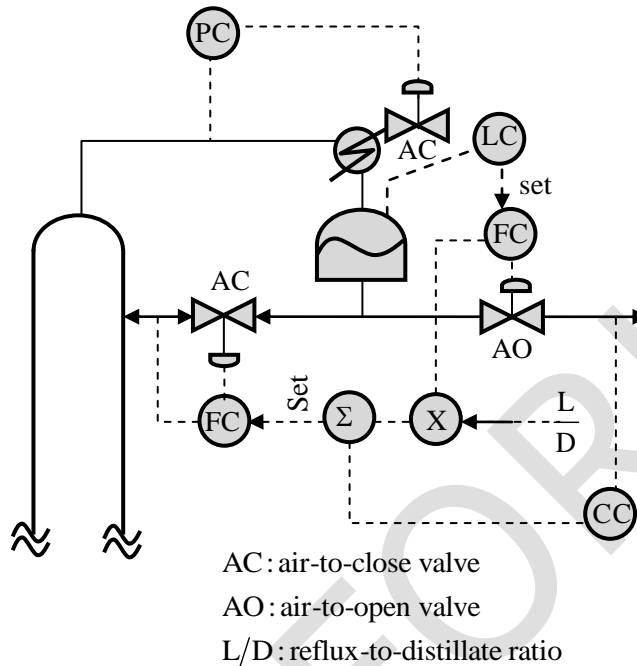 PC
AC
LC
set
FC
AC
AO
Set
FC
Σ
X
L
D
CC
AC: air-to-close valve
AO: air-to-open valve
L/D: reflux-to-distillate ratio